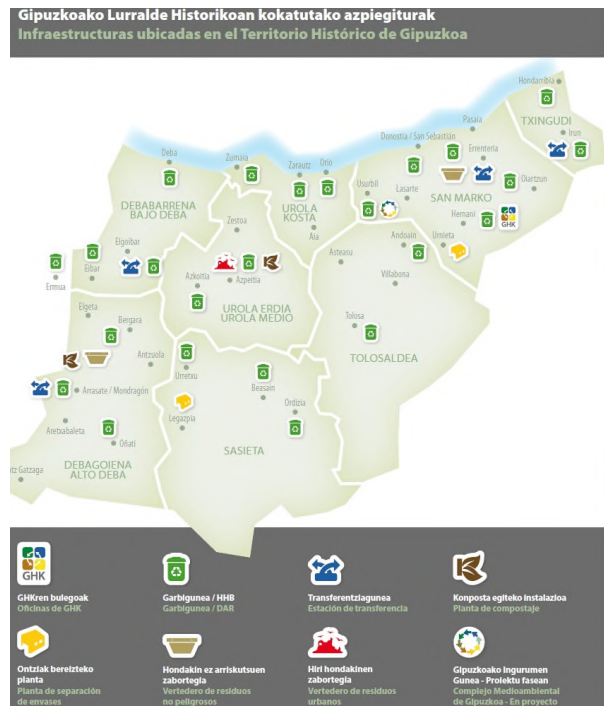 Gipuzkoako Lurralde Historikoan kokatutako azpiegiturak
Infraestructuras ubicadas en el Territorio Histórico de Gipuzkoa
Hondarribia
TXINGUDI
Irun
Pasaia
Donostia / San Sebastián
Errenteria
Oiartzun
SAN MARKO
Deba
Zumaia
Zarautz
Orio
Usurbil
Lasarte
Hernani
GHK
DEBABARRENA
BAJO DEBA
UROLA
KOSTA
Zestoa
Aia
Andoain
Urnieta
Elgoibar
Eibar
Ermua
Asteasu
Azkoitia
Azpeitia
Villabona
UROLA ERDIA
UROLA MEDIO
Elgeta
Bergara
Tolosa
Antzuola
Urretxu
TOLOSALDEA
Arrasate / Mondragón
Beasain
Legazpia
Ordizia
Aretxabaleta
Oñati
SASIETA
DEBAGOIENA
ALTO DEBA
tz Gatzaga
GHK
GHKren bulegoak
Oficinas de GHK
Garbigunea / HHB
Garbigunea / DAR
Transferentziagunea
Estación de transferencia
Konposta egiteko instalazioa
Planta de compostaje
Ontziak bereizteko
planta
Planta de separación
de envases
Hondakin ez arriskutsuen
zabortegia
Vertedero de residuos
no peligrosos
Hiri hondakinen
zabortegia
Vertedero de residuos
urbanos
Gipuzkoako Ingurumen
Gunea - Proiektu fasean
Complejo Medioambiental
de Gipuzkoa - En proyecto